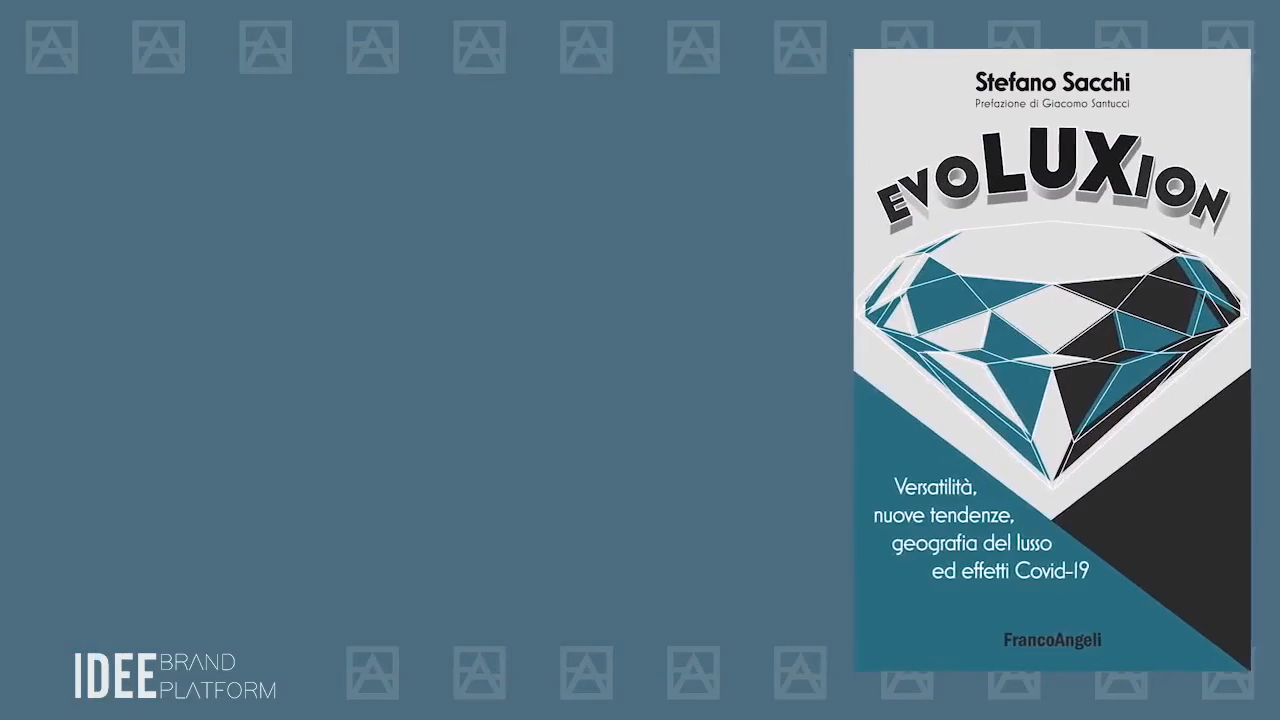 Stefano Sacchi
Prefazione di Giacomo Santucci
EVOLUXION
Versatilità,
nuove tendenze,
geografia del lusso
ed effetti Covid-19
FrancoAngeli
IDEE BRAND
PLATFORM